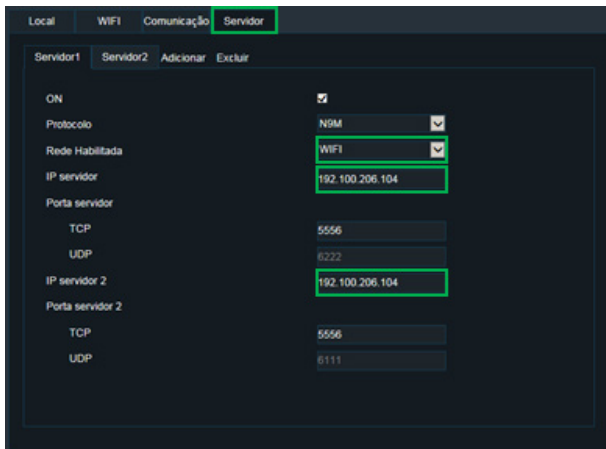 Local WIFI Comunicação Servidor
Servidor1 Servidor2 Adicionar Excluir
ON
Protocolo N9M
Rede Habilitada WIFI
IP servidor 192.100.206.104
Porta servidor
TCP 5556
UDP 6222
IP servidor 2 192.100.206.104
Porta servidor 2
TCP 5556
UDP 6111